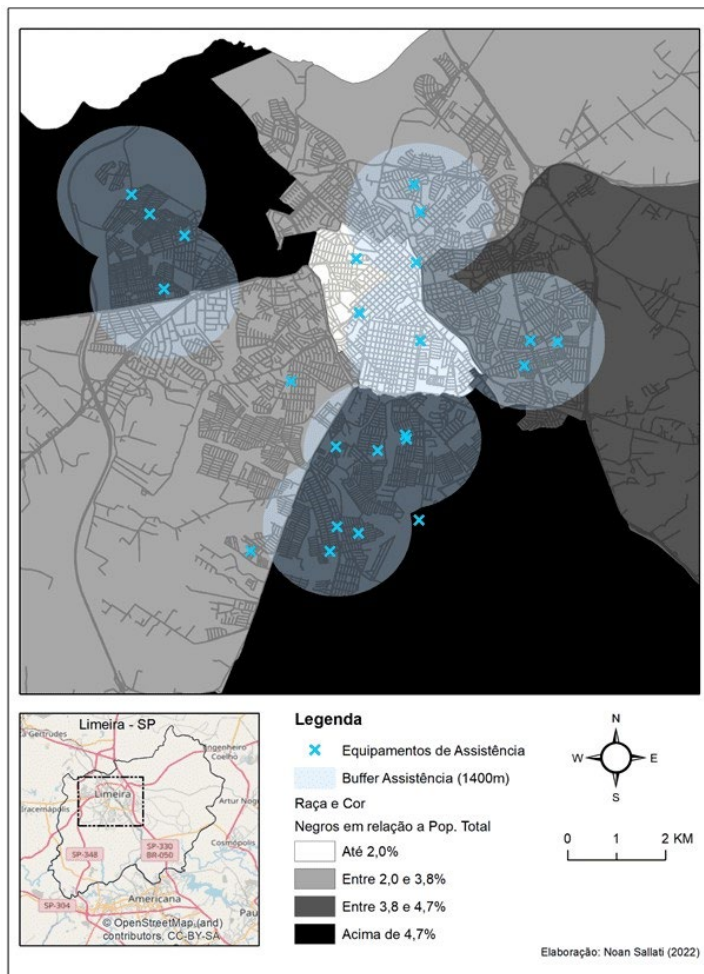 Limeira - SP
a Gertrudes
Engenheiro
Coelho
Limeira
Iracemápolis
Artur Nog
SP-348
SP-330
BR-050
Cosmópolis
Americana
SP-304
Pau
© OpenStreetMap (and)
contributors, CC-BY-SA
Legenda
Equipamentos de Assistência
Buffer Assistência (1400m)
Raça e Cor
Negros em relação a Pop. Total
Até 2,0%
Entre 2,0 e 3,8%
Entre 3,8 e 4,7%
Acima de 4,7%
N
W
E
S
0 1 2 KM
Elaboração: Noan Sallati (2022)